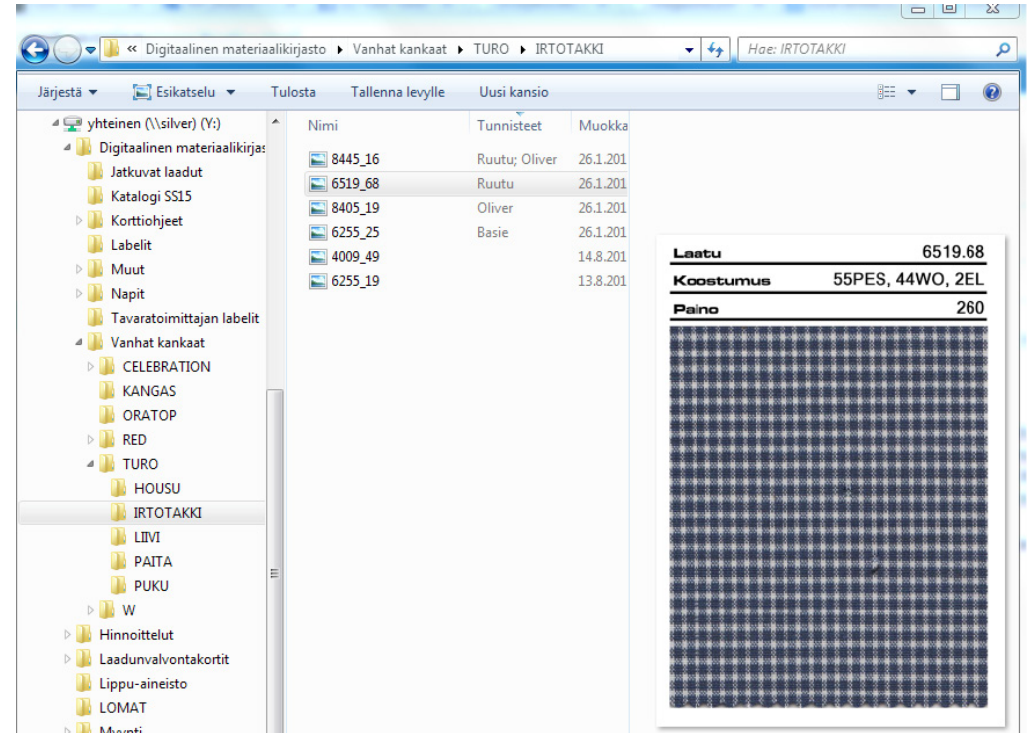 « Digitaalinen materiaalikirjasto Vanhat kankaat TURO IRTOTAKKI Hae: IRTOTAKKI
Järjestä Esikatselu Tulosta Tallenna levylle Uusi kansio
yhteinen (\\silver) (Y:)
Digitaalinen materiaalikirjas
Jatkuvat laadut
Katalogi SS15
Korttiohjeet
Labelit
Muut
Napit
Tavaratoimittajan labelit
Vanhat kankaat
CELEBRATION
KANGAS
ORATOP
RED
TURO
HOUSU
IRTOTAKKI
LIIVI
PAITA
PUKU
W
Hinnoittelut
Laadunvalvontakortit
Lippu-aineisto
LOMAT
Myynti
Nimi Tunnisteet Muokka
8445_16 Ruutu; Oliver 26.1.201
6519_68 Ruutu 26.1.201
8405_19 Oliver 26.1.201
6255_25 Basie 26.1.201
4009_49 14.8.201
6255_19 13.8.201
Laatu 6519.68
Koostumus 55PES, 44WO, 2EL
Paino 260